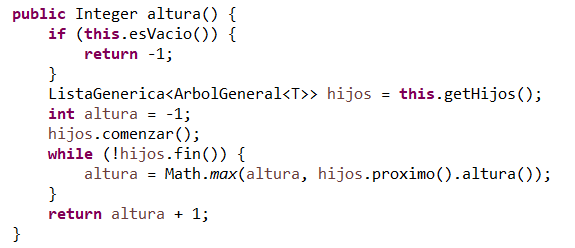 public Integer altura() {
    if (this.esVacio()) {
        return -1;
    }
    ListaGenerica<ArbolGeneral<T>> hijos = this.getHijos();
    int altura = -1;
    hijos.comenzar();
    while (!hijos.fin()) {
        altura = Math.max(altura, hijos.proximo().altura());
    }
    return altura + 1;
}